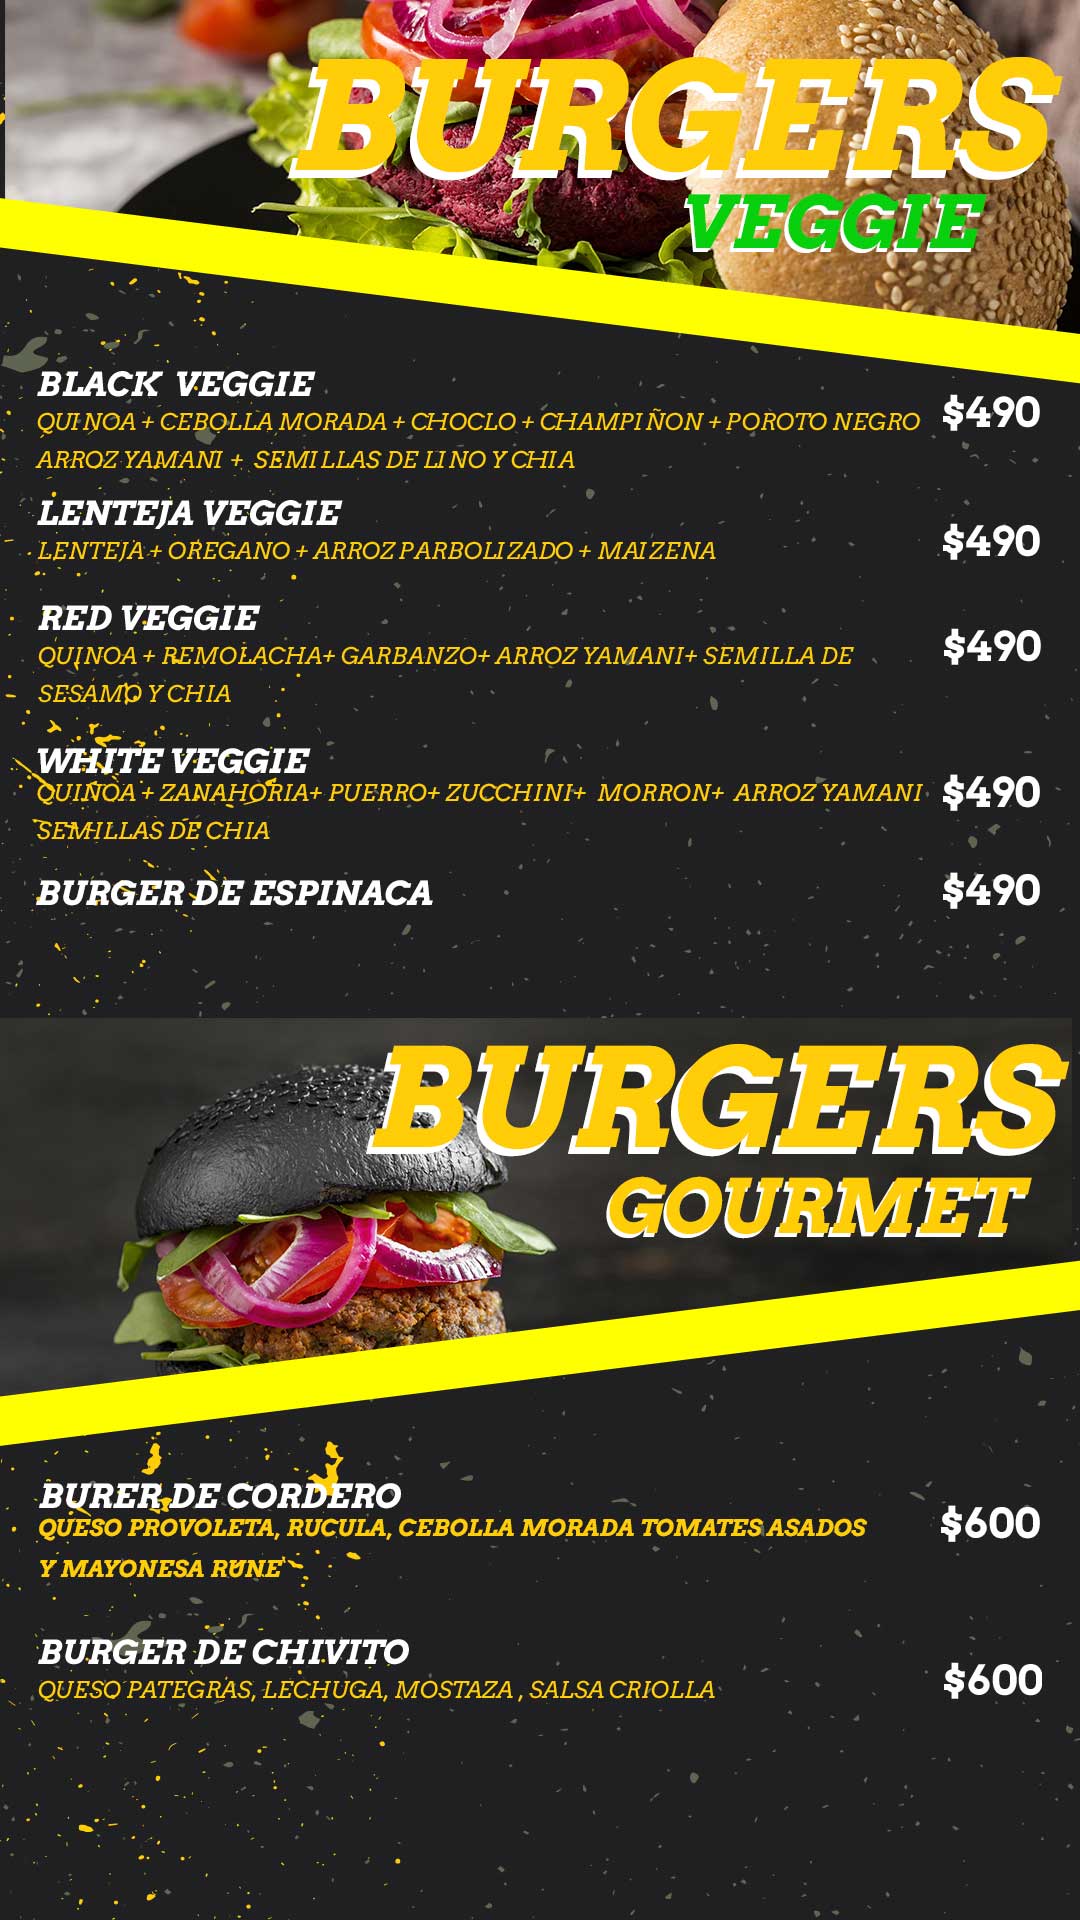 BURGERS
VEGGIE
BLACK VEGGIE
$490
QUINOA + CEBOLLA MORADA + CHOCLO + CHAMPIÑON + POROTO NEGRO
ARROZ YAMANI + SEMILLAS DE LINO Y CHIA
LENTEJA VEGGIE
$490
LENTEJA + OREGANO + ARROZ PARBOLIZADO + MAIZENA
RED VEGGIE
$490
QUINOA + REMOLACHA+ GARBANZO+ ARROZ YAMANI+ SEMILLA DE
SESAMO Y CHIA
WHITE VEGGIE
QUINOA + ZANAHORIA+ PUERRO+ ZUCCHINI+ MORRON+ ARROZ YAMANI
$490
SEMILLAS DE CHIA
BURGER DE ESPINACA
$490
BURGERS
GOURMET
BURER DE CORDERO
QUESO PROVOLETA, RUCULA, CEBOLLA MORADA TOMATES ASADOS
$600
Y MAYONESA RUNE
BURGER DE CHIVITO
$600
QUESO PATEGRAS, LECHUGA, MOSTAZA , SALSA CRIOLLA